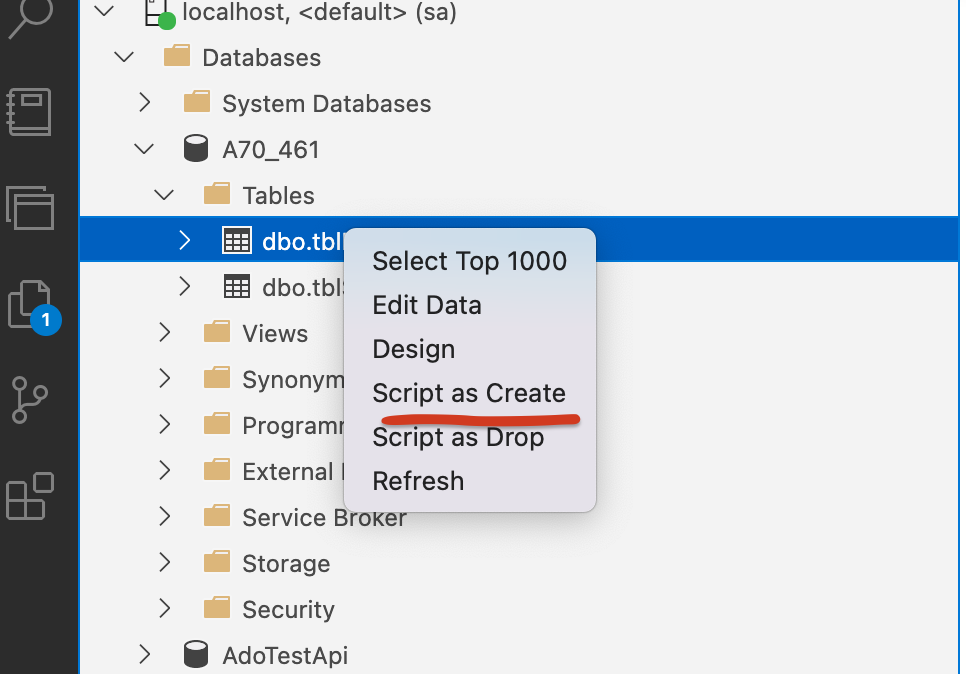 localhost, <default> (sa)
Databases
System Databases
A70_461
Tables
dbo.tbl
dbo.tbl
Views
Synonym
Program
External
Service Broker
Storage
Security
AdoTestApi
Select Top 1000
Edit Data
Design
Script as Create
Script as Drop
Refresh
1